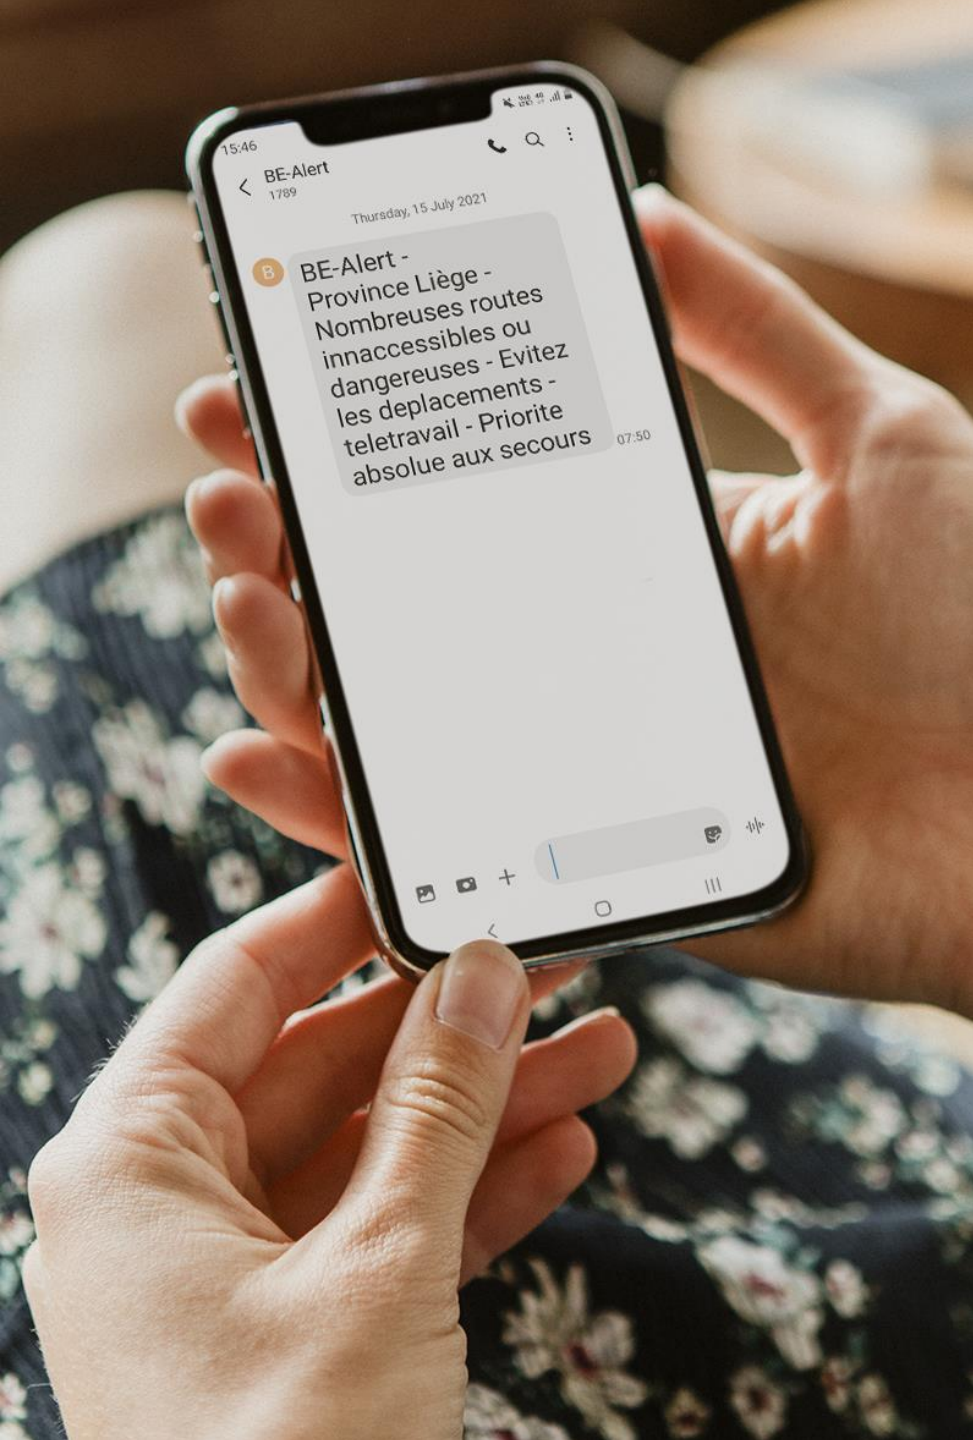 15:46
BE-Alert
1789
Thursday, 15 July 2021
B
BE-Alert -
Province Liège -
Nombreuses routes
innaccessibles ou
dangereuses - Evitez
les deplacements -
teletravail - Priorite
absolue aux secours
07:50